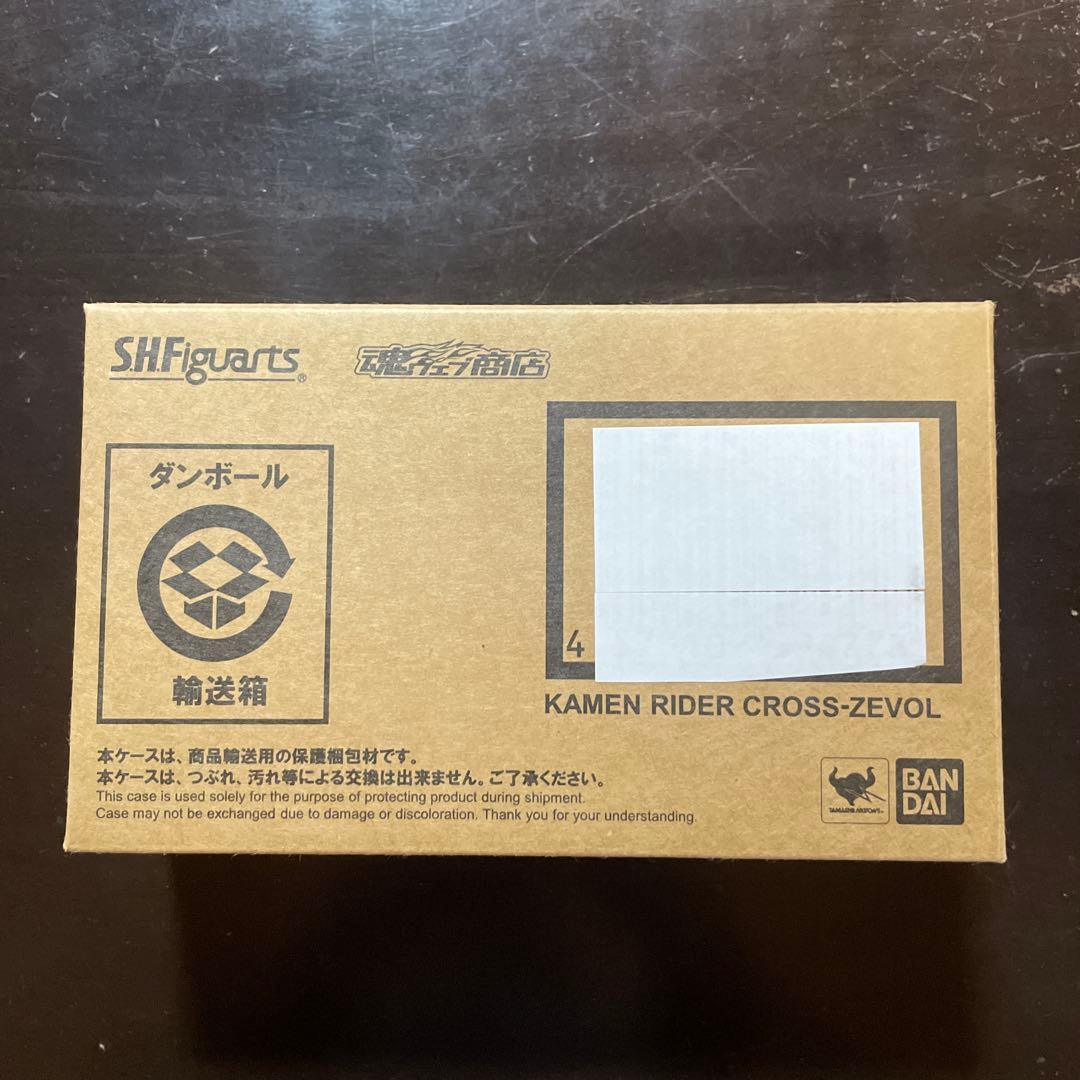 S.H.Figuarts®
魂ウェブ商店
ダンボール
輸送箱
4
KAMEN RIDER CROSS-ZEVOL
本ケースは、商品輸送用の保護梱包材です。
本ケースは、つぶれ、汚れ等による交換は出来ません。ご了承ください。
This case is used solely for the purpose of protecting product during shipment.
Case may not be exchanged due to damage or discoloration. Thank you for your understanding.
TAMASHII NATIONS
BAN
DAI